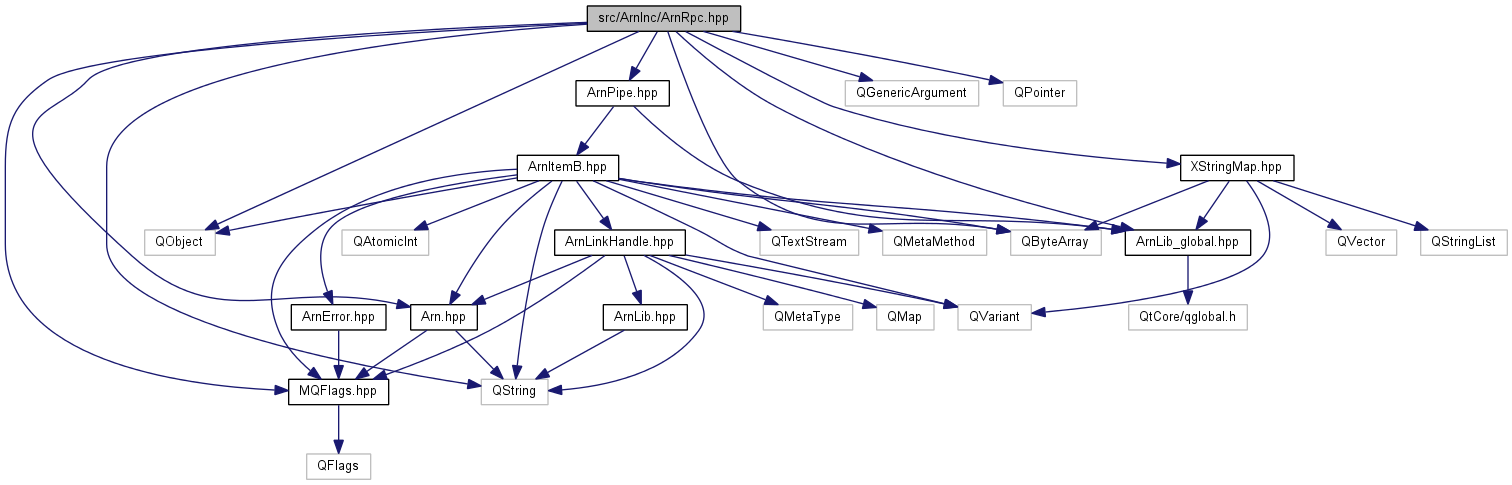 src/ArnInc/ArnRpc.hpp
ArnPipe.hpp
QGenericArgument
QPointer
ArnItemB.hpp
XStringMap.hpp
QObject
QAtomicInt
ArnLinkHandle.hpp
QTextStream
QMetaMethod
QByteArray
ArnLib_global.hpp
QVector
QStringList
ArnError.hpp
Arn.hpp
ArnLib.hpp
QMetaType
QMap
QVariant
QtCore/qglobal.h
MQFlags.hpp
QString
QFlags